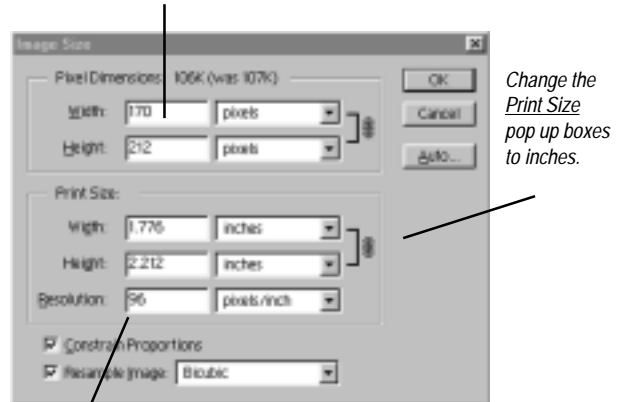 Image Size
Pixel Dimensions: 106K (was 107K)
Width: 170 pixels
Height: 212 pixels
Print Size:
Width: 1.776 inches
Height: 2.212 inches
Resolution: 96 pixels/inch
Constrain Proportions
Resample Image: Bicubic
OK
Cancel
Auto...
Change the
Print Size
pop up boxes
to inches.